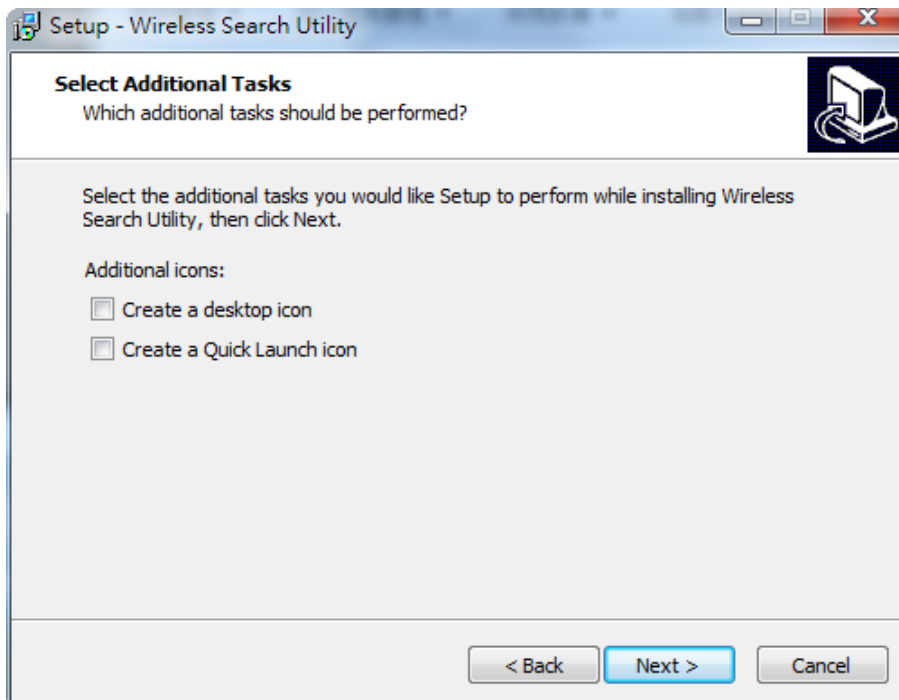 Setup - Wireless Search Utility
Select Additional Tasks
Which additional tasks should be performed?
Select the additional tasks you would like Setup to perform while installing Wireless
Search Utility, then click Next.
Additional icons:
Create a desktop icon
Create a Quick Launch icon
< Back
Next >
Cancel